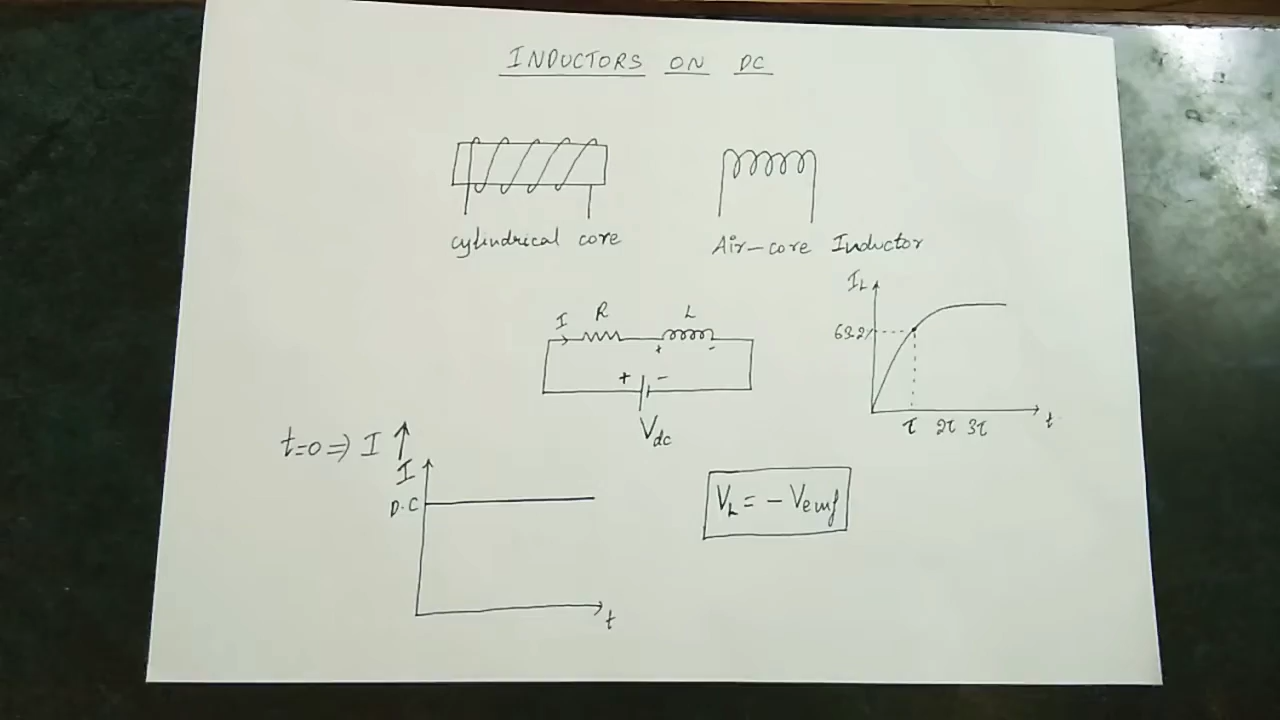 INDUCTORS ON DC
cylindrical core
Air-core Inductor
I R L
+ -
+ -
Vdc
IL
63.2%
t
τ 2τ 3τ
t=0 ⇒ I ↑
I
D.C
t
VL = - Vemf